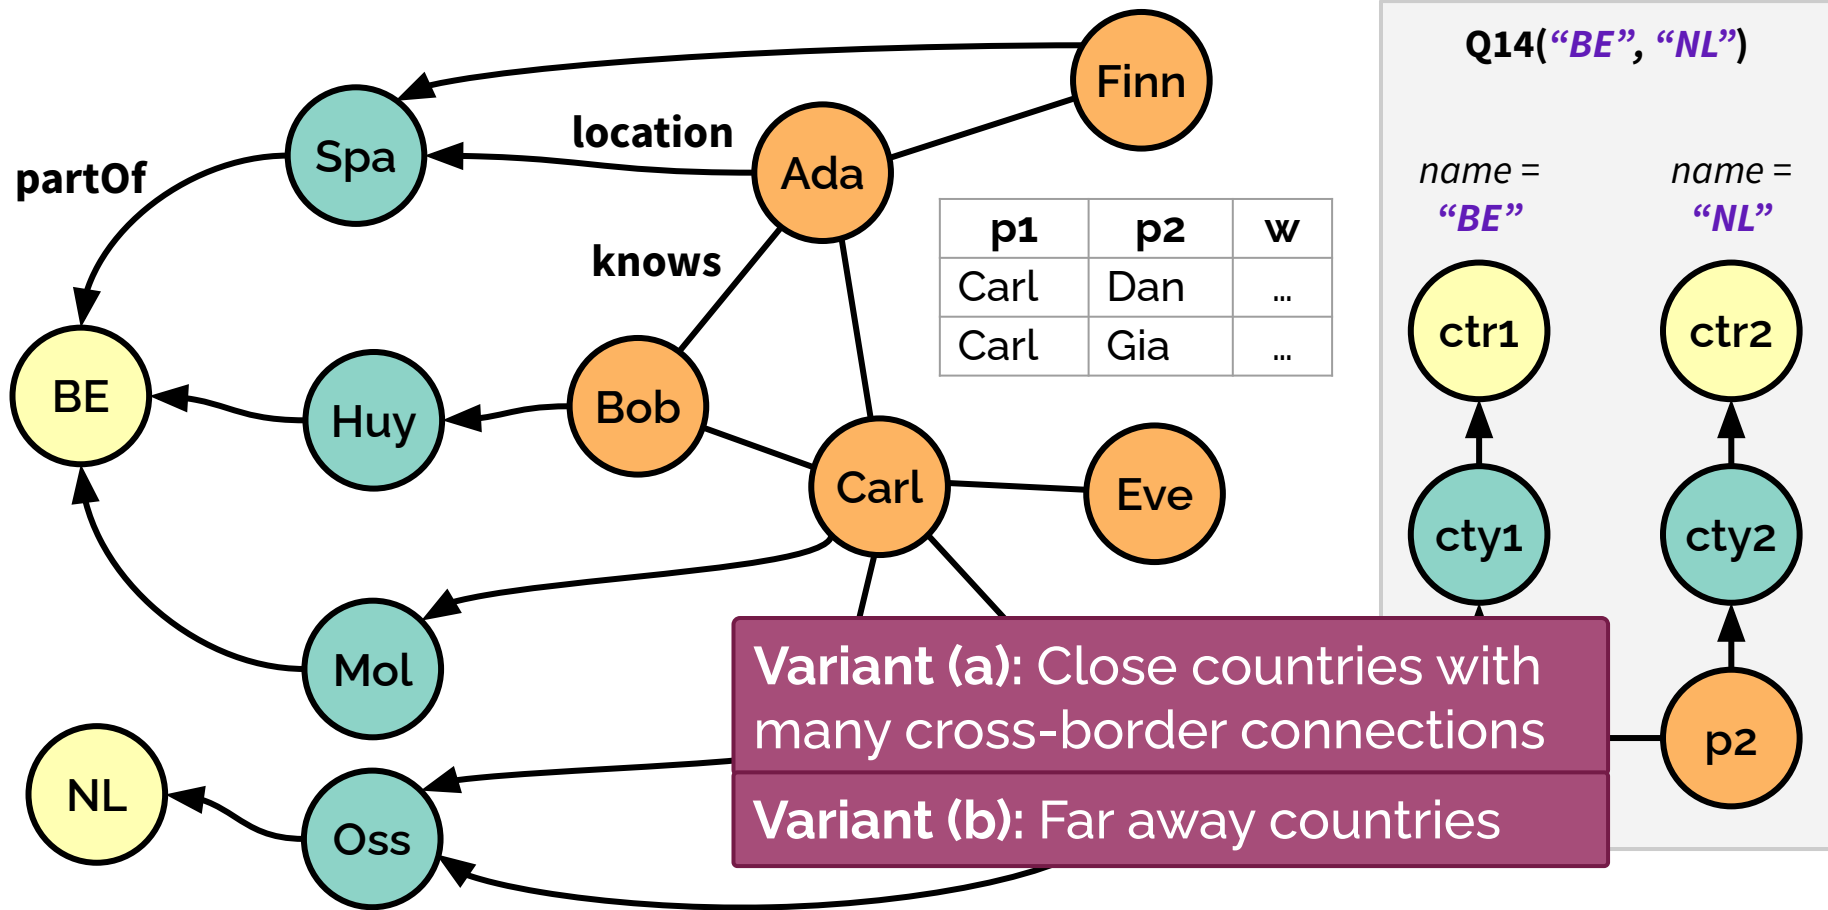 Q14(“BE”, “NL”)
Finn
Spa
location
Ada
partOf
name =
“BE”
name =
“NL”
p1 p2 w
Carl Dan ...
Carl Gia ...
knows
ctr1
ctr2
BE
Huy
Bob
Carl
Eve
cty1
cty2
Mol
Variant (a): Close countries with
many cross-border connections
p2
NL
Oss
Variant (b): Far away countries